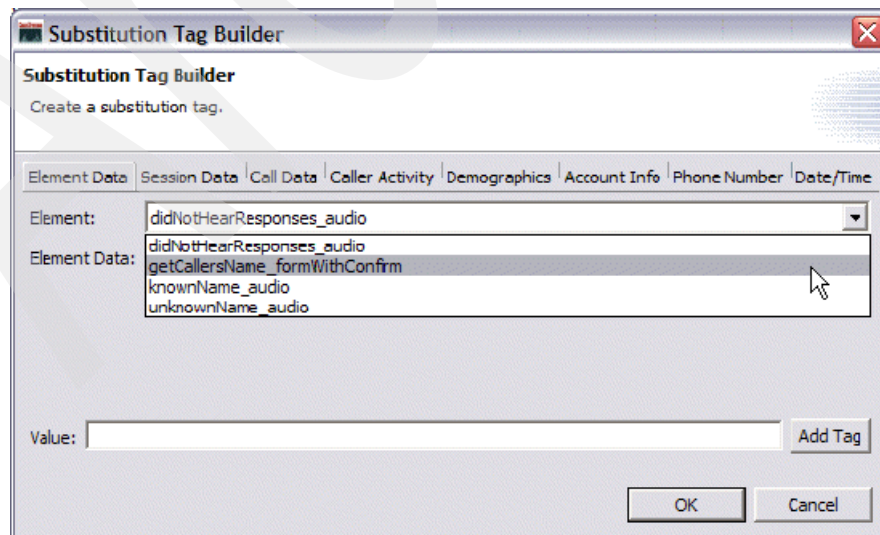 Substitution Tag Builder
Substitution Tag Builder
Create a substitution tag.
Element Data Session Data Call Data Caller Activity Demographics Account Info Phone Number Date/Time
Element: didNotHearResponses_audio
didNotHearResponses_audio
Element Data: getCallersName_formWithConfirm
knownName_audio
unknownName_audio
Value: Add Tag
OK Cancel